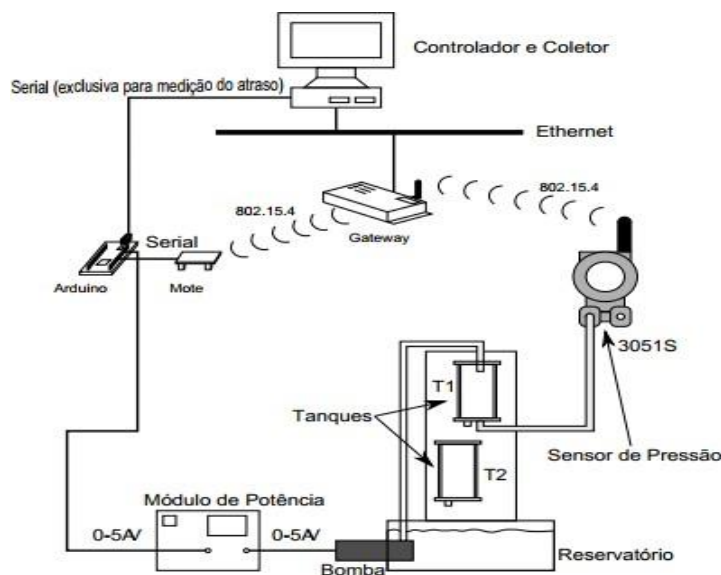 Controlador e Coletor
Serial (exclusiva para medição do atraso)
Ethernet
802.15.4
802.15.4
Gateway
Serial
Arduino
Mote
3051S
T1
Tanques
T2
Sensor de Pressão
Módulo de Potência
0-5A/
0-5A/
Bomba
Reservatório